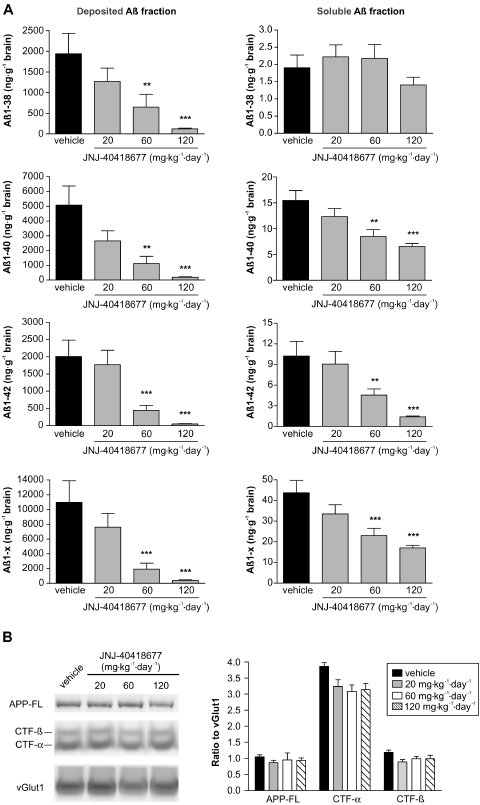 A
Deposited Aß fraction
Soluble Aß fraction
Aß1-38 (ng·g⁻¹ brain)
2500
2000
1500
1000
500
0
**
***
vehicle 20 60 120
JNJ-40418677 (mg·kg⁻¹·day⁻¹)
Aß1-38 (ng·g⁻¹ brain)
3.0
2.5
2.0
1.5
1.0
0.5
0.0
vehicle 20 60 120
JNJ-40418677 (mg·kg⁻¹·day⁻¹)
Aß1-40 (ng·g⁻¹ brain)
7000
6000
5000
4000
3000
2000
1000
0
**
***
vehicle 20 60 120
JNJ-40418677 (mg·kg⁻¹·day⁻¹)
Aß1-40 (ng·g⁻¹ brain)
20
15
10
5
0
**
***
vehicle 20 60 120
JNJ-40418677 (mg·kg⁻¹·day⁻¹)
Aß1-42 (ng·g⁻¹ brain)
3000
2500
2000
1500
1000
500
0
***
***
vehicle 20 60 120
JNJ-40418677 (mg·kg⁻¹·day⁻¹)
Aß1-42 (ng·g⁻¹ brain)
15
12
9
6
3
0
**
***
vehicle 20 60 120
JNJ-40418677 (mg·kg⁻¹·day⁻¹)
Aß1-x (ng·g⁻¹ brain)
14000
12000
10000
8000
6000
4000
2000
0
***
***
vehicle 20 60 120
JNJ-40418677 (mg·kg⁻¹·day⁻¹)
Aß1-x (ng·g⁻¹ brain)
50
40
30
20
10
0
***
***
vehicle 20 60 120
JNJ-40418677 (mg·kg⁻¹·day⁻¹)
B
JNJ-40418677
(mg·kg⁻¹·day⁻¹)
vehicle 20 60 120
APP-FL
CTF-ß
CTF-α
vGlut1
Ratio to vGlut1
4.0
3.0
2.0
1.0
0.0
APP-FL CTF-α CTF-ß
vehicle
20 mg·kg⁻¹·day⁻¹
60 mg·kg⁻¹·day⁻¹
120 mg·kg⁻¹·day⁻¹